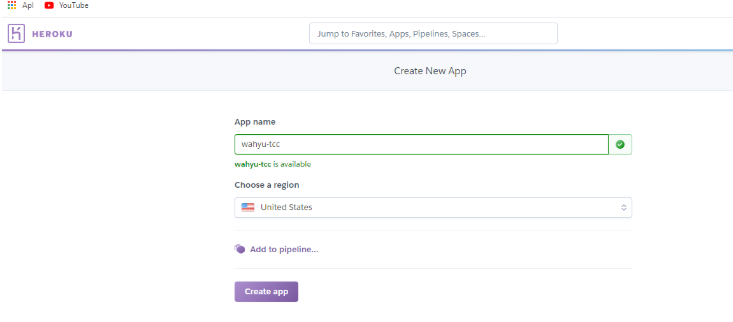 Apl YouTube
HEROKU
Jump to Favorites, Apps, Pipelines, Spaces...
Create New App
App name
wahyu-tcc
wahyu-tcc is available
Choose a region
United States
Add to pipeline...
Create app